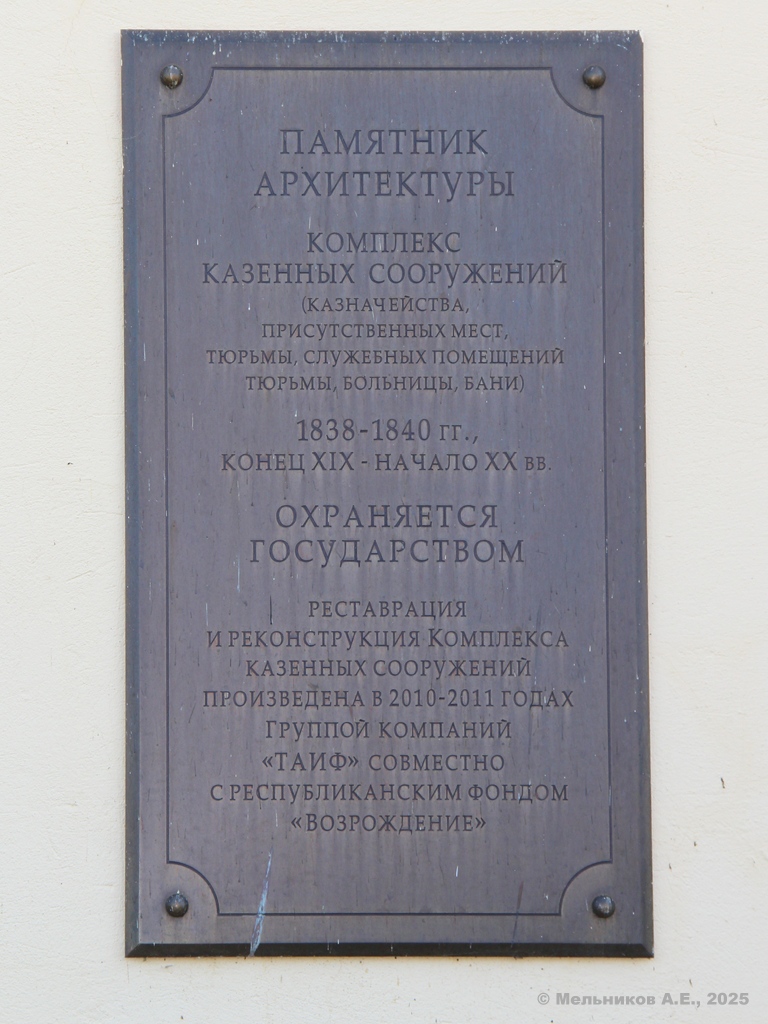 ПАМЯТНИК
АРХИТЕКТУРЫ
КОМПЛЕКС
КАЗЕННЫХ СООРУЖЕНИЙ
(КАЗНАЧЕЙСТВА,
ПРИСУТСТВЕННЫХ МЕСТ,
ТЮРЬМЫ, СЛУЖЕБНЫХ ПОМЕЩЕНИЙ
ТЮРЬМЫ, БОЛЬНИЦЫ, БАНИ)
1838-1840 ГГ.,
КОНЕЦ XIX - НАЧАЛО XX ВВ.
ОХРАНЯЕТСЯ
ГОСУДАРСТВОМ
РЕСТАВРАЦИЯ
И РЕКОНСТРУКЦИЯ КОМПЛЕКСА
КАЗЕННЫХ СООРУЖЕНИЙ
ПРОИЗВЕДЕНА В 2010-2011 ГОДАХ
ГРУППОЙ КОМПАНИЙ
«ТАИФ» СОВМЕСТНО
С РЕСПУБЛИКАНСКИМ ФОНДОМ
«ВОЗРОЖДЕНИЕ»
© Мельников А.Е., 2025